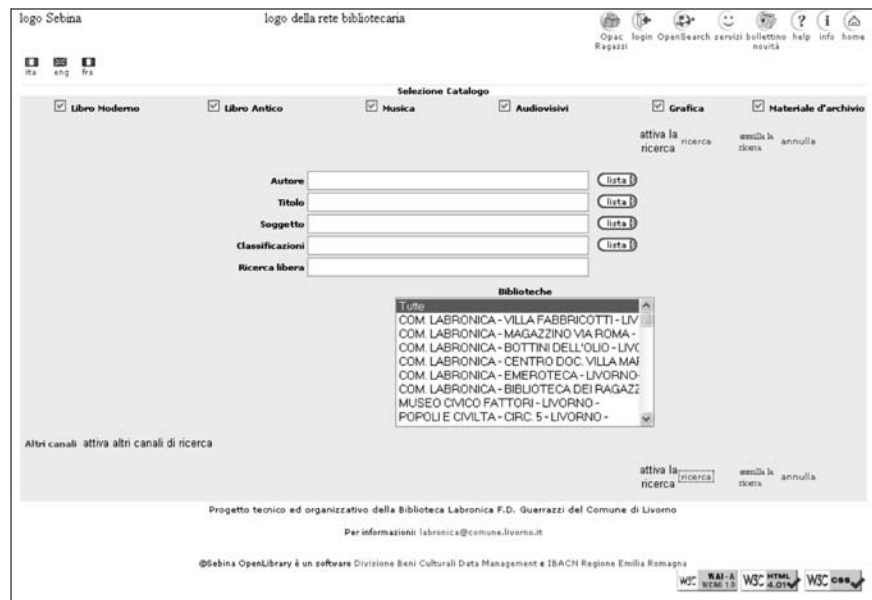 logo Sebina logo della rete bibliotecaria
Opac Ragazzi login OpenSearch servizi bollettino novità help info home
ita eng fra
Selezione Catalogo
Libro Moderno Libro Antico Musica Audiovisivi Grafica Materiale d'archivio
attiva la ricerca ricerca annulla la ricerca annulla
Autore lista
Titolo lista
Soggetto lista
Classificazioni lista
Ricerca libera
Biblioteche
Tutte
COM. LABRONICA - VILLA FABBRICOTTI - LIV
COM. LABRONICA - MAGAZZINO VIA ROMA -
COM. LABRONICA - BOTTINI DELL'OLIO - LIVO
COM. LABRONICA - CENTRO DOC. VILLA MAR
COM. LABRONICA - EMEROTECA - LIVORNO-
COM. LABRONICA - BIBLIOTECA DEI RAGAZZ
MUSEO CIVICO FATTORI - LIVORNO -
POPOLI E CIVILTA - CIRC. 5 - LIVORNO -
Altri canali attiva altri canali di ricerca
attiva la ricerca ricerca annulla la ricerca annulla
Progetto tecnico ed organizzativo della Biblioteca Labronica F.D. Guerrazzi del Comune di Livorno
Per informazioni: labronica@comune.livorno.it
©Sebina OpenLibrary è un software Divisione Beni Culturali Data Management e IBACN Regione Emilia Romagna
W3C WAI-A WCAG 1.0 W3C HTML 4.01 W3C css